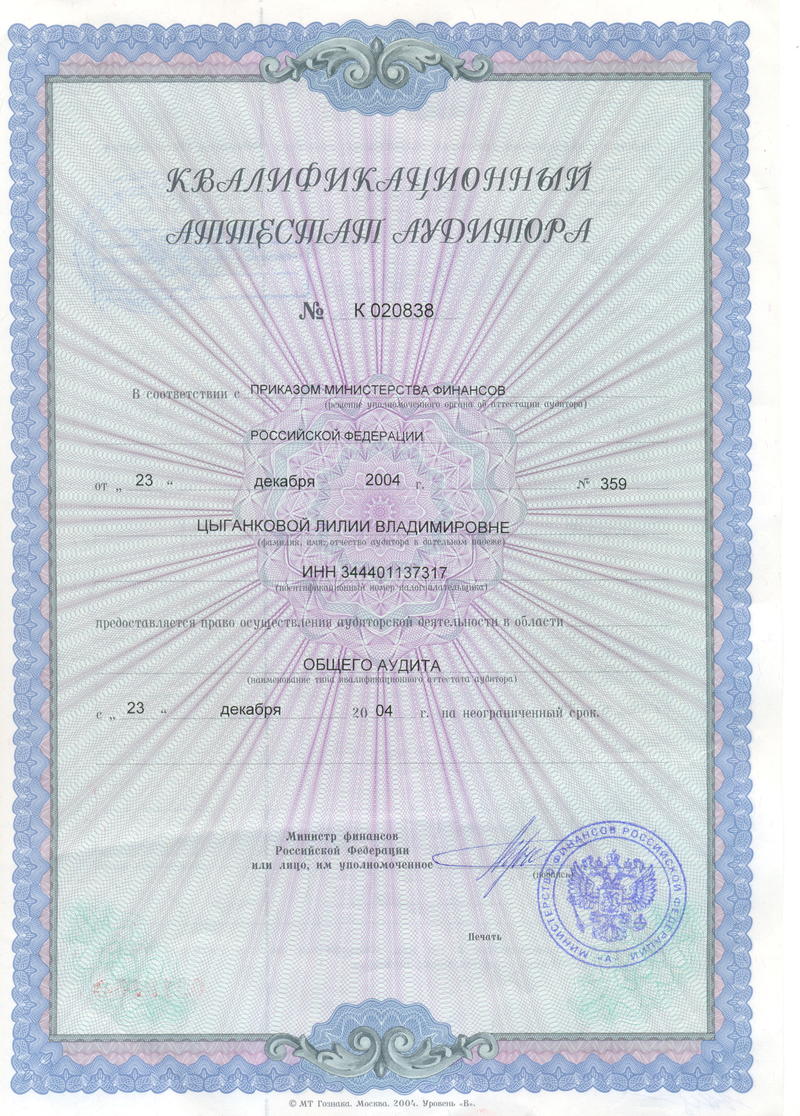 КВАЛИФИКАЦИОННЫЙ
АТТЕСТАТ АУДИТОРА
№ К 020838
В соответствии с ПРИКАЗОМ МИНИСТЕРСТВА ФИНАНСОВ
(решение уполномоченного органа об аттестации аудитора)
РОССИЙСКОЙ ФЕДЕРАЦИИ
от „ 23 “ декабря 2004 г. № 359
ЦЫГАНКОВОЙ ЛИЛИИ ВЛАДИМИРОВНЕ
(фамилия, имя, отчество аудитора в дательном падеже)
ИНН 344401137317
(идентификационный номер налогоплательщика)
предоставляется право осуществления аудиторской деятельности в области
ОБЩЕГО АУДИТА
(наименование типа квалификационного аттестата аудитора)
с „ 23 “ декабря 20 04 г. на неограниченный срок.
Министр финансов
Российской Федерации
или лицо, им уполномоченное
(подпись)
МИНИСТЕРСТВО ФИНАНСОВ РОССИЙСКОЙ ФЕДЕРАЦИИ
"А"
Печать
© МТ Гознака. Москва. 2004. Уровень «В».